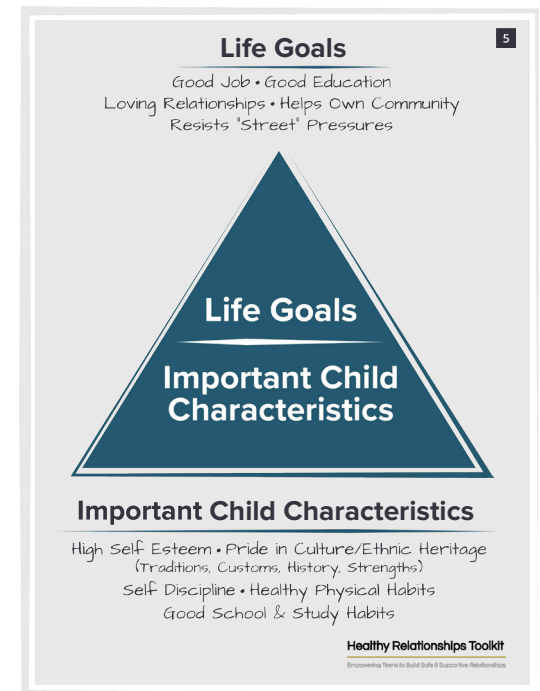 5
Life Goals
Good Job • Good Education
Loving Relationships • Helps Own Community
Resists "Street" Pressures
Life Goals
Important Child
Characteristics
Important Child Characteristics
High Self Esteem • Pride in Culture/Ethnic Heritage
(Traditions, Customs, History, Strengths)
Self Discipline • Healthy Physical Habits
Good School & Study Habits
Healthy Relationships Toolkit
Empowering Teens to Build Safe & Supportive Relationships